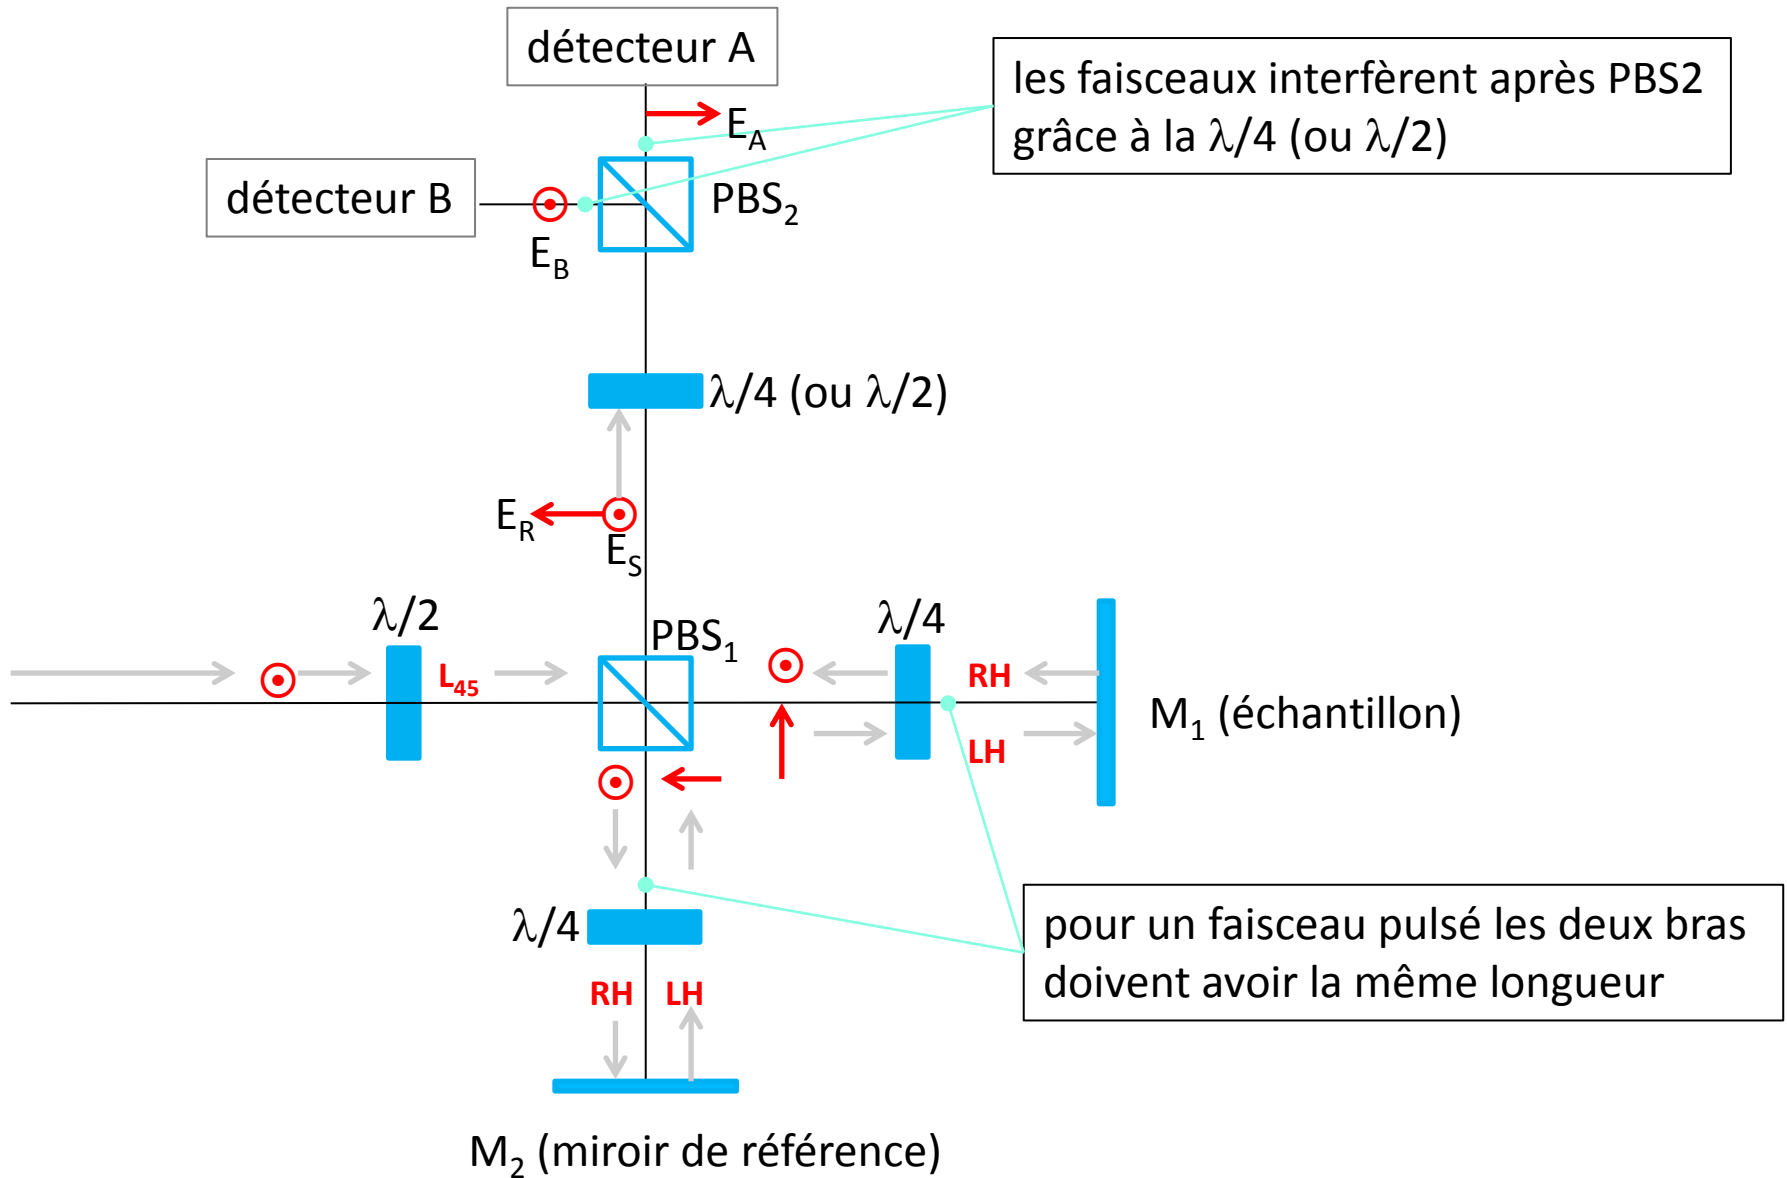 détecteur A
les faisceaux interfèrent après PBS2
grâce à la λ/4 (ou λ/2)
E_A
détecteur B
PBS_2
E_B
λ/4 (ou λ/2)
E_R
E_S
λ/2
PBS_1
λ/4
L_45
RH
M_1 (échantillon)
LH
λ/4
pour un faisceau pulsé les deux bras
doivent avoir la même longueur
RH
LH
M_2 (miroir de référence)